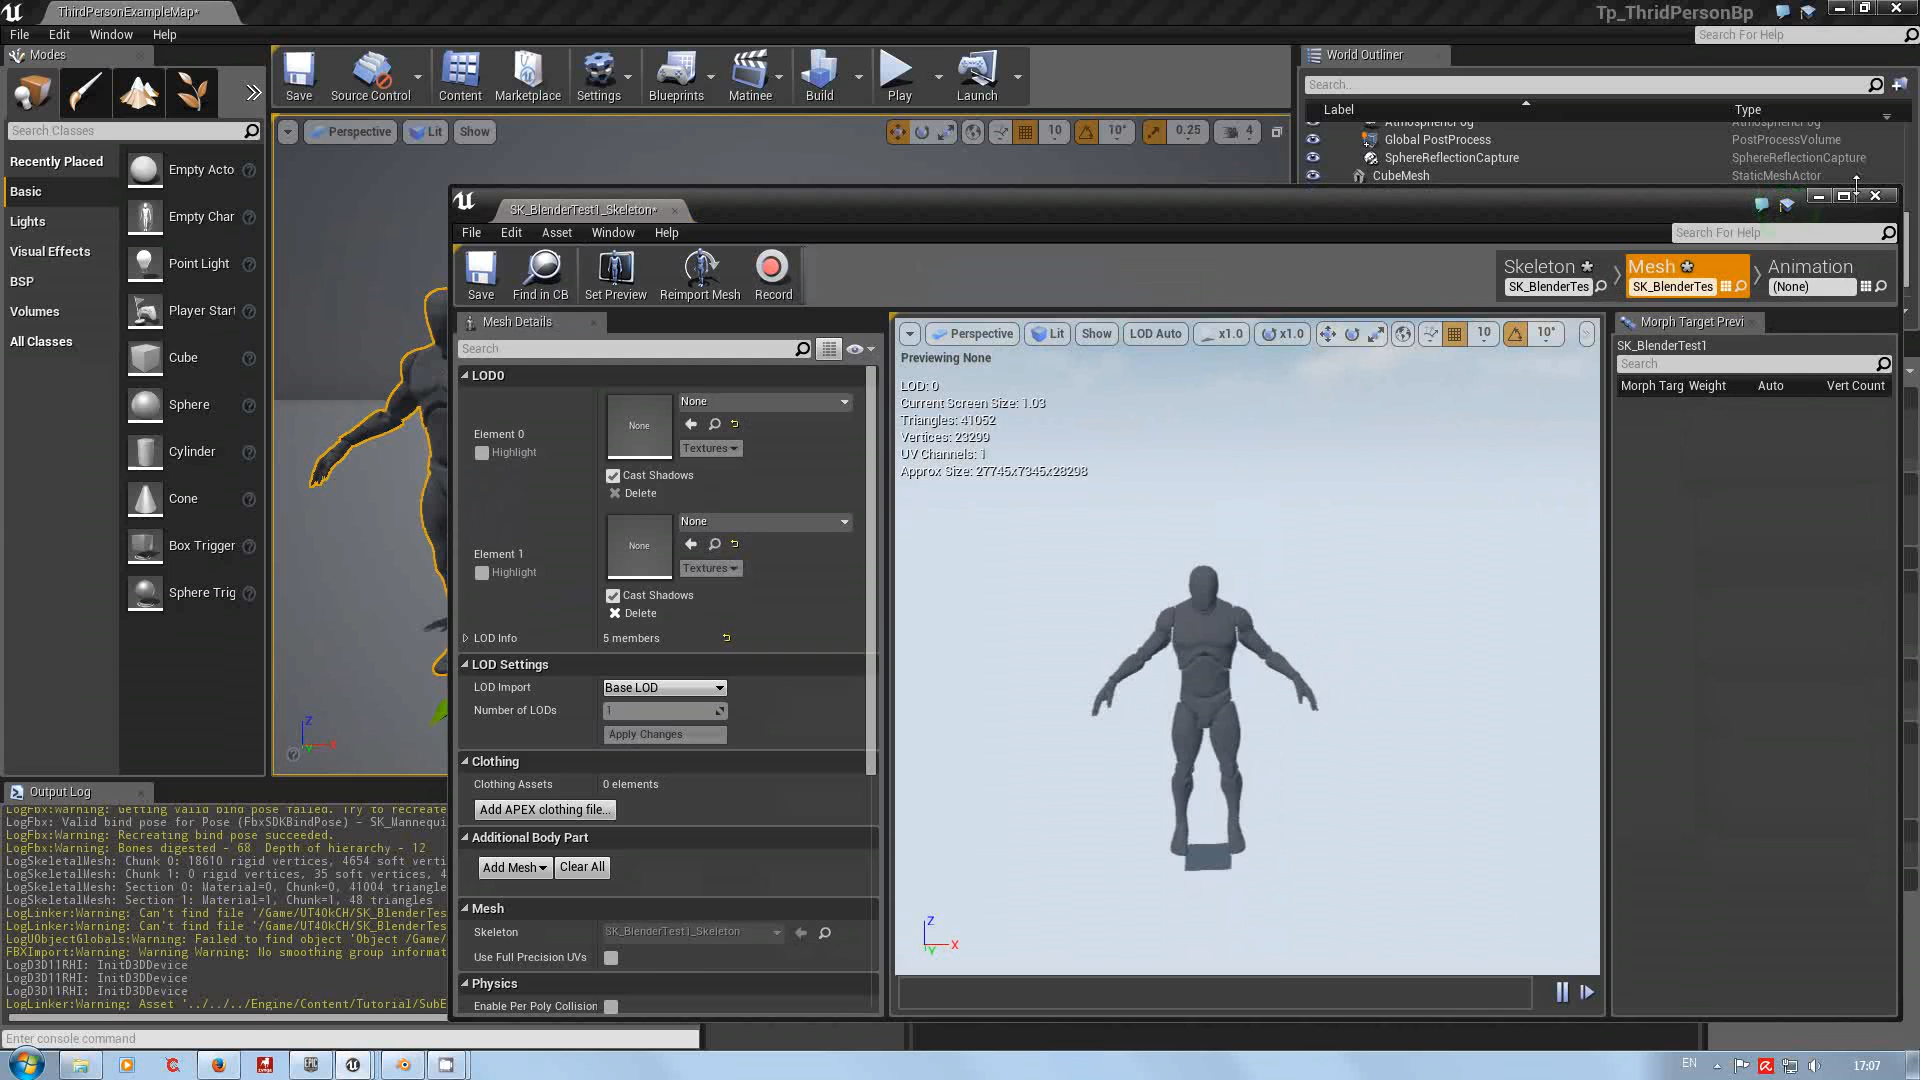 ThirdPersonExampleMap*
Tp_ThridPersonBp
File Edit Window Help
Search For Help
Modes
Save
Source Control
Content
Marketplace
Settings
Blueprints
Matinee
Build
Play
Launch
World Outliner
Search...
Label Type
AtmosphericFog AtmosphericFog
Global PostProcess PostProcessVolume
SphereReflectionCapture SphereReflectionCapture
CubeMesh StaticMeshActor
Search Classes
Recently Placed
Basic
Lights
Visual Effects
BSP
Volumes
All Classes
Empty Acto
Empty Char
Point Light
Player Start
Cube
Sphere
Cylinder
Cone
Box Trigger
Sphere Trig
Perspective Lit Show
10 10° 0.25 4
SK_BlenderTest1_Skeleton*
File Edit Asset Window Help
Search For Help
Save
Find in CB
Set Preview
Reimport Mesh
Record
Skeleton
SK_BlenderTes
Mesh
SK_BlenderTes
Animation
(None)
Mesh Details
Search
LOD0
Element 0
Highlight
None
None
Textures
Cast Shadows
Delete
Element 1
Highlight
None
None
Textures
Cast Shadows
Delete
LOD Info 5 members
LOD Settings
LOD Import Base LOD
Number of LODs 1
Apply Changes
Clothing
Clothing Assets 0 elements
Add APEX clothing file...
Additional Body Part
Add Mesh Clear All
Mesh
Skeleton SK_BlenderTest1_Skeleton
Use Full Precision UVs
Physics
Enable Per Poly Collision
Perspective Lit Show LOD Auto x1.0 x1.0 10 10°
Previewing None
LOD: 0
Current Screen Size: 1.03
Triangles: 41052
Vertices: 23299
UV Channels: 1
Approx Size: 27745x7345x28298
Z
X
Y
Morph Target Previ
SK_BlenderTest1
Search
Morph Targ Weight Auto Vert Count
Z
X
Y
Output Log
LogFbx:Warning: Getting valid bind pose failed. Try to recreate
LogFbx: Valid bind pose for Pose (FbxSDKBindPose) - SK_Mannequi
LogFbx:Warning: Recreating bind pose succeeded.
LogFbx:Warning: Bones digested - 68 Depth of hierarchy - 12
LogSkeletalMesh: Chunk 0: 18610 rigid vertices, 4654 soft verti
LogSkeletalMesh: Chunk 1: 0 rigid vertices, 35 soft vertices, 4
LogSkeletalMesh: Section 0: Material=0, Chunk=0, 41004 triangle
LogSkeletalMesh: Section 1: Material=1, Chunk=1, 48 triangles
LogLinker:Warning: Can't find file '/Game/UT40kCH/SK_BlenderTes
LogLinker:Warning: Can't find file '/Game/UT40kCH/SK_BlenderTes
LogUObjectGlobals:Warning: Failed to find object 'Object /Game/
FBXImport:Warning: Warning: No smoothing group informat
LogD3D11RHI: InitD3DDevice
LogD3D11RHI: InitD3DDevice
LogD3D11RHI: InitD3DDevice
LogLinker:Warning: Asset '../../../Engine/Content/Tutorial/SubE
Enter console command
EN
17:07